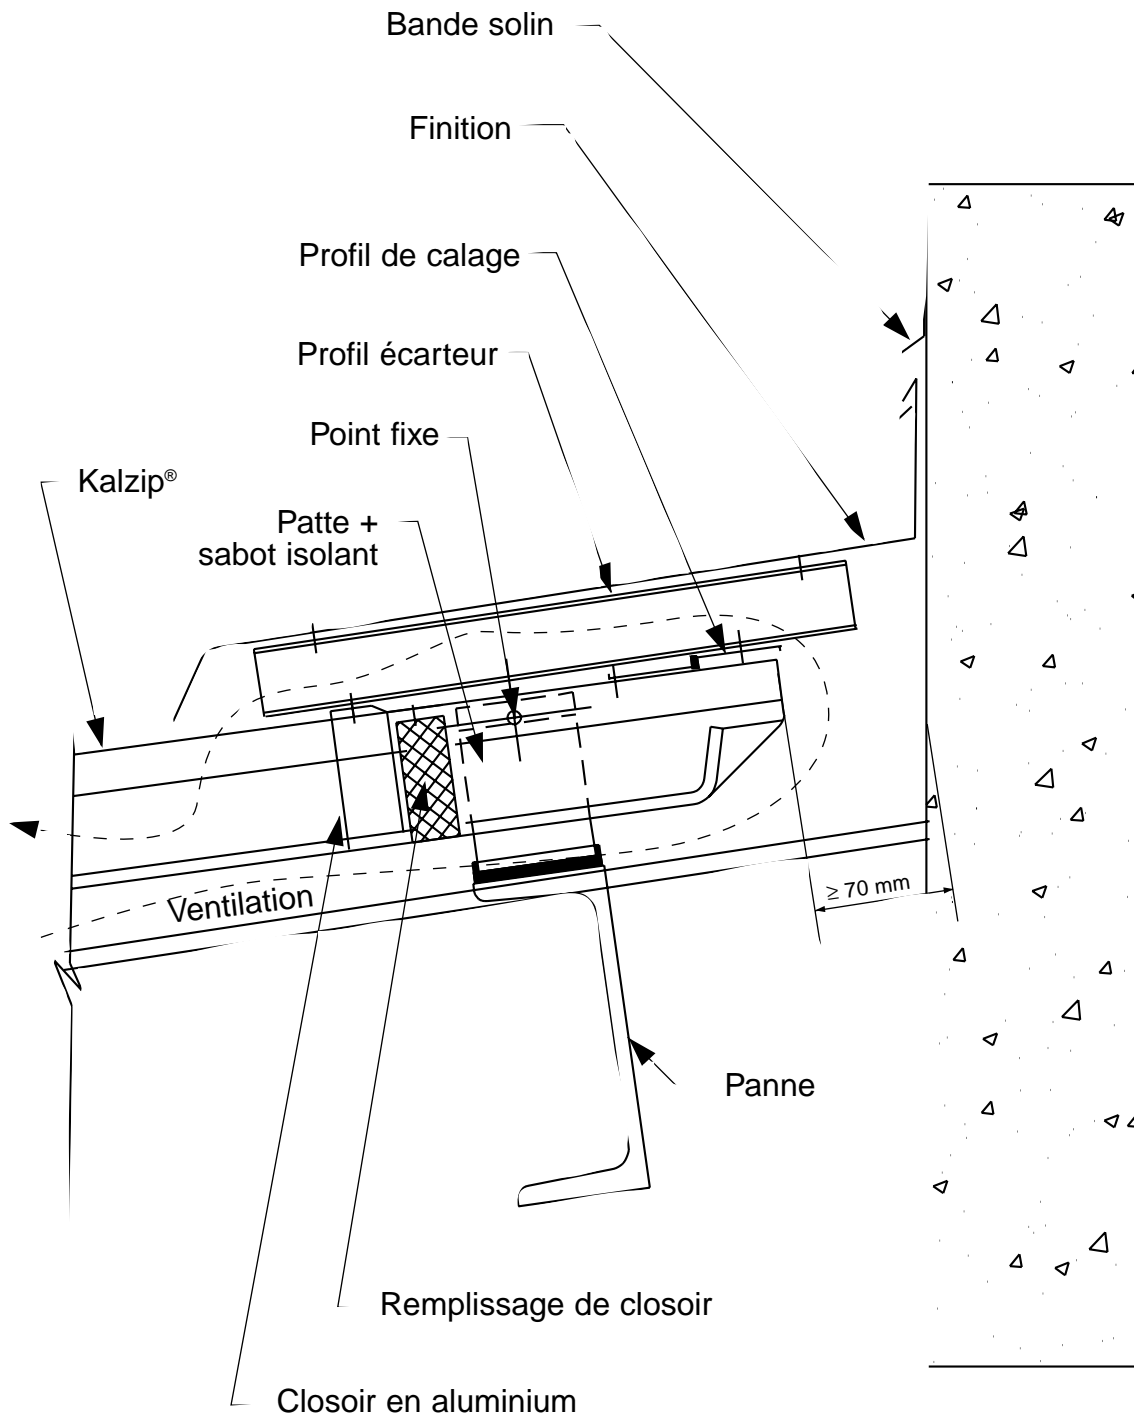 Bande solin
Finition
Profil de calage
Profil écarteur
Point fixe
Kalzip®
Patte +
sabot isolant
≥ 70 mm
Ventilation
Panne
Remplissage de closoir
Closoir en aluminium